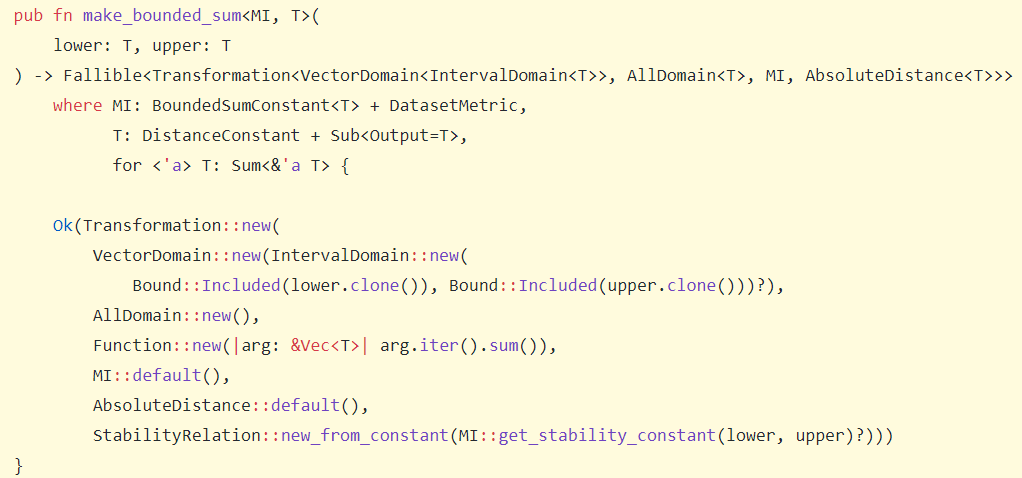 pub fn make_bounded_sum<MI, T>(
    lower: T, upper: T
) -> Fallible<Transformation<VectorDomain<IntervalDomain<T>>, AllDomain<T>, MI, AbsoluteDistance<T>>>
    where MI: BoundedSumConstant<T> + DatasetMetric,
          T: DistanceConstant + Sub<Output=T>,
          for <'a> T: Sum<&'a T> {
    Ok(Transformation::new(
        VectorDomain::new(IntervalDomain::new(
            Bound::Included(lower.clone()), Bound::Included(upper.clone()))?),
        AllDomain::new(),
        Function::new(|arg: &Vec<T>| arg.iter().sum()),
        MI::default(),
        AbsoluteDistance::default(),
        StabilityRelation::new_from_constant(MI::get_stability_constant(lower, upper)?)))
}